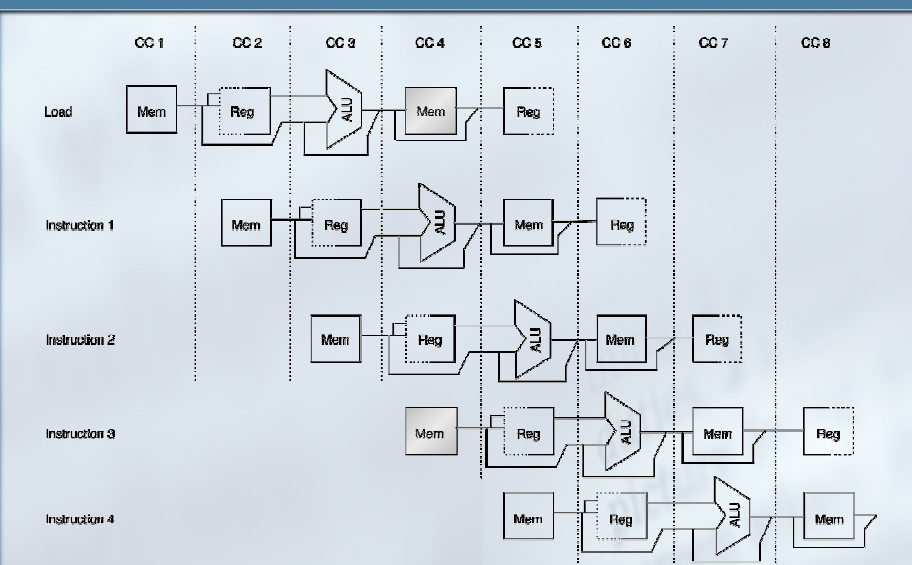 CC 1 CC 2 CC 3 CC 4 CC 5 CC 6 CC 7 CC 8
Load Mem Reg ALU Mem Reg
Instruction 1 Mem Reg ALU Mem Reg
Instruction 2 Mem Reg ALU Mem Reg
Instruction 3 Mem Reg ALU Mem Reg
Instruction 4 Mem Reg ALU Mem